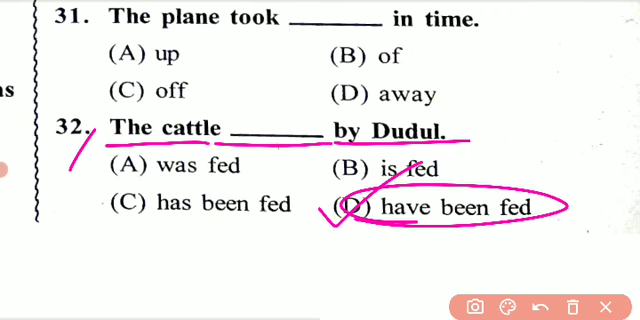 31. The plane took ________ in time.
(A) up (B) of
(C) off (D) away
32. The cattle ________ by Dudul.
(A) was fed (B) is fed
(C) has been fed (D) have been fed